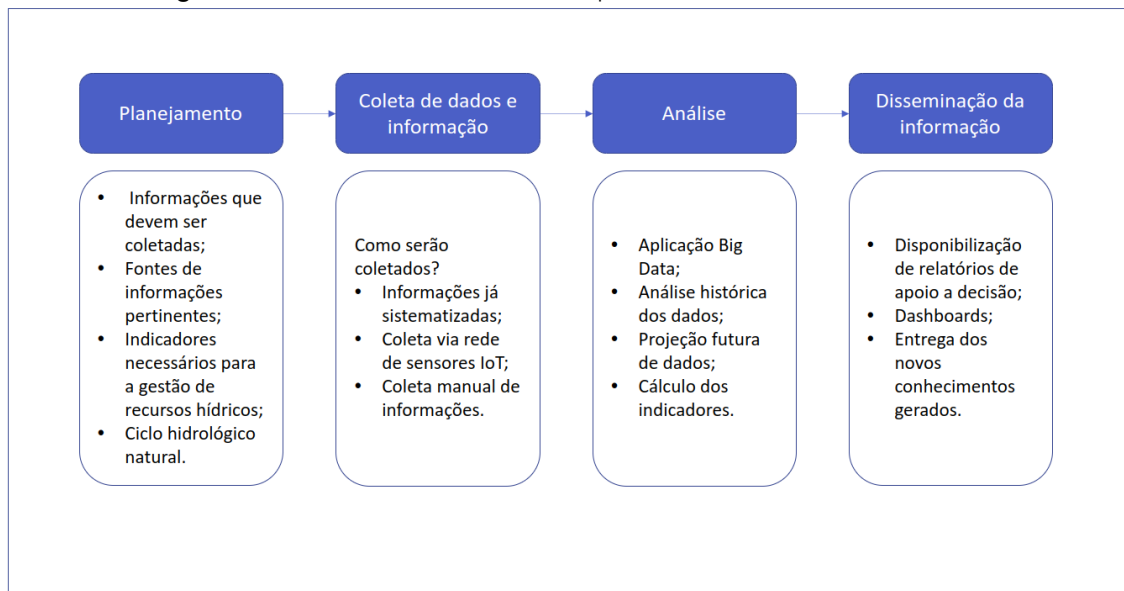 Planejamento
Coleta de dados e
informação
Análise
Disseminação da
informação
• Informações que
devem ser
coletadas;
• Fontes de
informações
pertinentes;
• Indicadores
necessários para
a gestão de
recursos hídricos;
• Ciclo hidrológico
natural.
Como serão
coletados?
• Informações já
sistematizadas;
• Coleta via rede
de sensores IoT;
• Coleta manual de
informações.
• Aplicação Big
Data;
• Análise histórica
dos dados;
• Projeção futura
de dados;
• Cálculo dos
indicadores.
• Disponibilização
de relatórios de
apoio a decisão;
• Dashboards;
• Entrega dos
novos
conhecimentos
gerados.